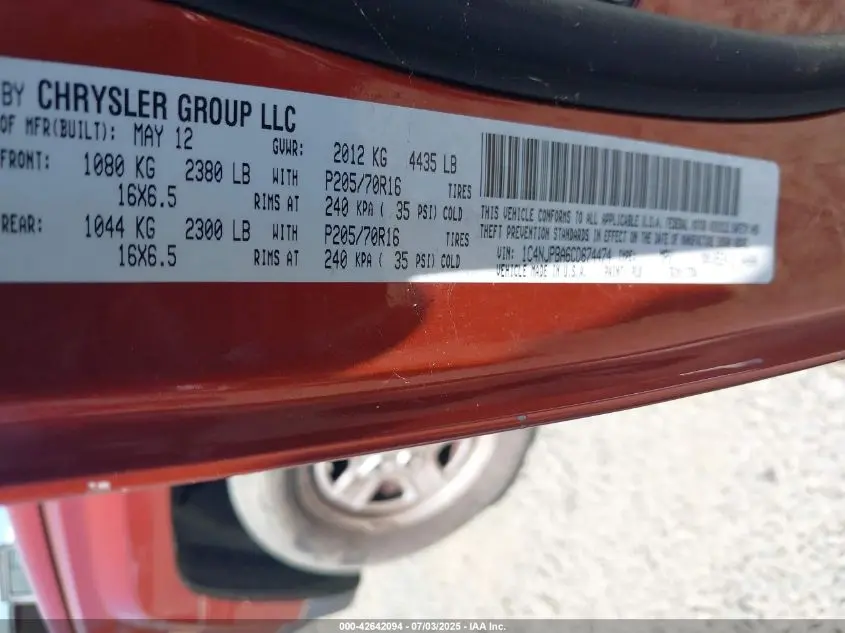 BY CHRYSLER GROUP LLC
OF MFR(BUILT): MAY 12 GVWR: 2012 KG 4435 LB
FRONT: 1080 KG 2380 LB WITH P205/70R16 TIRES
16X6.5 RIMS AT 240 KPA ( 35 PSI) COLD
REAR: 1044 KG 2300 LB WITH P205/70R16 TIRES
16X6.5 RIMS AT 240 KPA ( 35 PSI) COLD
THIS VEHICLE CONFORMS TO ALL APPLICABLE U.S.A. FEDERAL MOTOR VEHICLE SAFETY AND
THEFT PREVENTION STANDARDS IN EFFECT ON THE DATE OF MANUFACTURE SHOWN ABOVE.
VIN: 1C4NJPBA6CD674474 TYPE:
VEHICLE MADE IN U.S.A. PAINT:
000-42642094 | 07/03/2025 - IAA Inc.